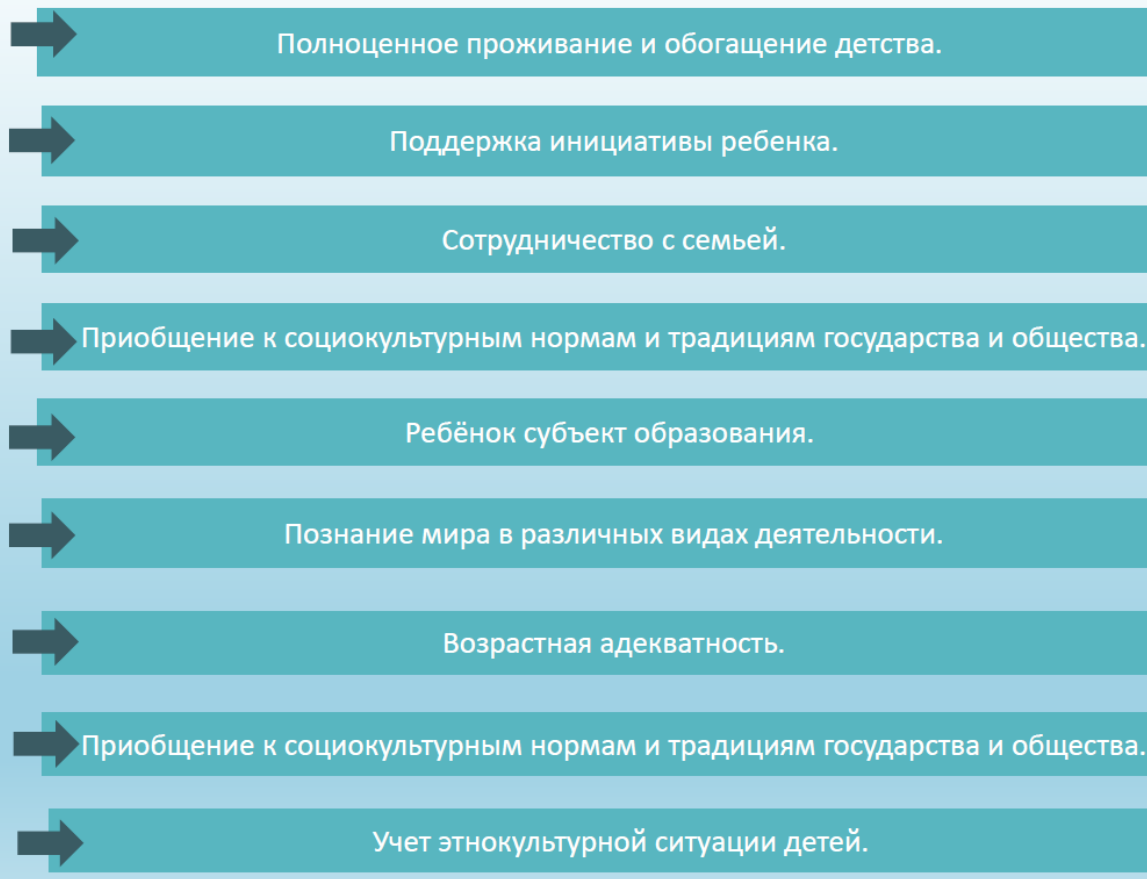 Полноценное проживание и обогащение детства.
Поддержка инициативы ребенка.
Сотрудничество с семьей.
Приобщение к социокультурным нормам и традициям государства и общества.
Ребёнок субъект образования.
Познание мира в различных видах деятельности.
Возрастная адекватность.
Приобщение к социокультурным нормам и традициям государства и общества.
Учет этнокультурной ситуации детей.